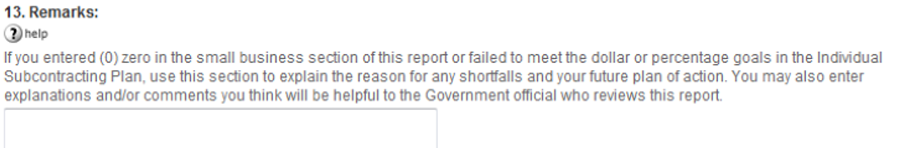 13. Remarks:
? help
If you entered (0) zero in the small business section of this report or failed to meet the dollar or percentage goals in the Individual
Subcontracting Plan, use this section to explain the reason for any shortfalls and your future plan of action. You may also enter
explanations and/or comments you think will be helpful to the Government official who reviews this report.